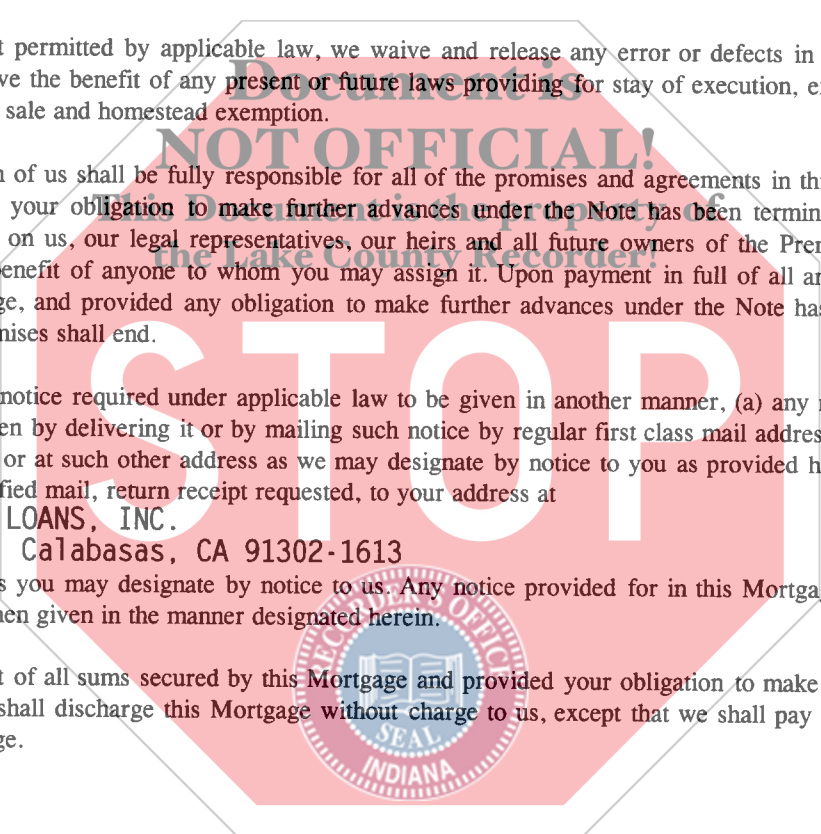 t permitted by applicable law, we waive and release any error or defects in
ve the benefit of any present or future laws providing for stay of execution, e
sale and homestead exemption.
Document is
NOT OFFICIAL!
This Document is the property of
the Lake County Recorder!
of us shall be fully responsible for all of the promises and agreements in th
your obligation to make further advances under the Note has been termin
on us, our legal representatives, our heirs and all future owners of the Pren
enefit of anyone to whom you may assign it. Upon payment in full of all a
ge, and provided any obligation to make further advances under the Note has
nises shall end.
STOP
notice required under applicable law to be given in another manner, (a) any
en by delivering it or by mailing such notice by regular first class mail addres
or at such other address as we may designate by notice to you as provided h
fied mail, return receipt requested, to your address at
LOANS, INC.
Calabasas, CA 91302-1613
s you may designate by notice to us. Any notice provided for in this Mortga
hen given in the manner designated herein.
t of all sums secured by this Mortgage and provided your obligation to make
shall discharge this Mortgage without charge to us, except that we shall pay
ge.
RECORDER'S OFFICE
SEAL
INDIANA